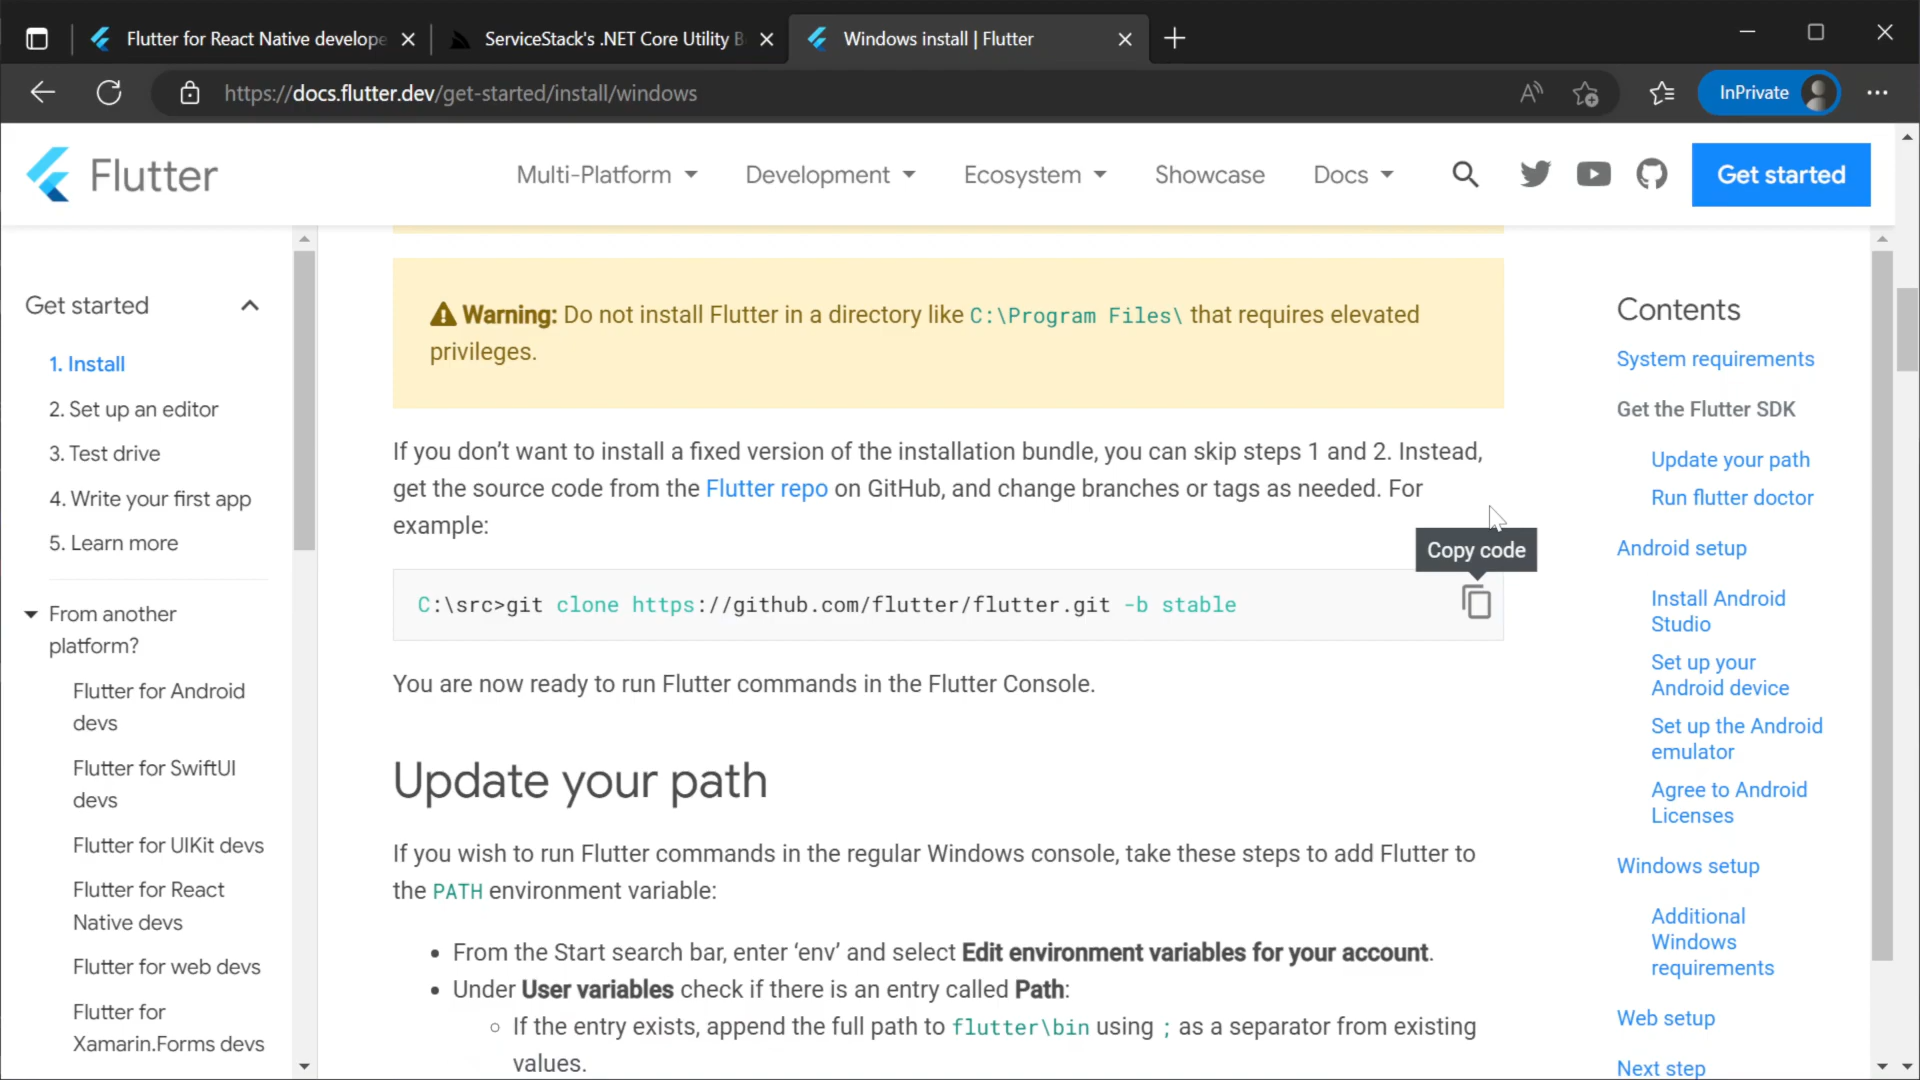 Flutter for React Native develope
ServiceStack's .NET Core Utility B
Windows install | Flutter
https://docs.flutter.dev/get-started/install/windows
InPrivate
Flutter
Multi-Platform
Development
Ecosystem
Showcase
Docs
Get started
Get started
1. Install
2. Set up an editor
3. Test drive
4. Write your first app
5. Learn more
From another
platform?
Flutter for Android
devs
Flutter for SwiftUI
devs
Flutter for UIKit devs
Flutter for React
Native devs
Flutter for web devs
Flutter for
Xamarin.Forms devs
Warning: Do not install Flutter in a directory like C:\Program Files\ that requires elevated
privileges.
If you don’t want to install a fixed version of the installation bundle, you can skip steps 1 and 2. Instead,
get the source code from the Flutter repo on GitHub, and change branches or tags as needed. For
example:
Copy code
C:\src>git clone https://github.com/flutter/flutter.git -b stable
You are now ready to run Flutter commands in the Flutter Console.
Update your path
If you wish to run Flutter commands in the regular Windows console, take these steps to add Flutter to
the PATH environment variable:
• From the Start search bar, enter ‘env’ and select Edit environment variables for your account.
• Under User variables check if there is an entry called Path:
○ If the entry exists, append the full path to flutter\bin using ; as a separator from existing
values.
Contents
System requirements
Get the Flutter SDK
Update your path
Run flutter doctor
Android setup
Install Android
Studio
Set up your
Android device
Set up the Android
emulator
Agree to Android
Licenses
Windows setup
Additional
Windows
requirements
Web setup
Next step